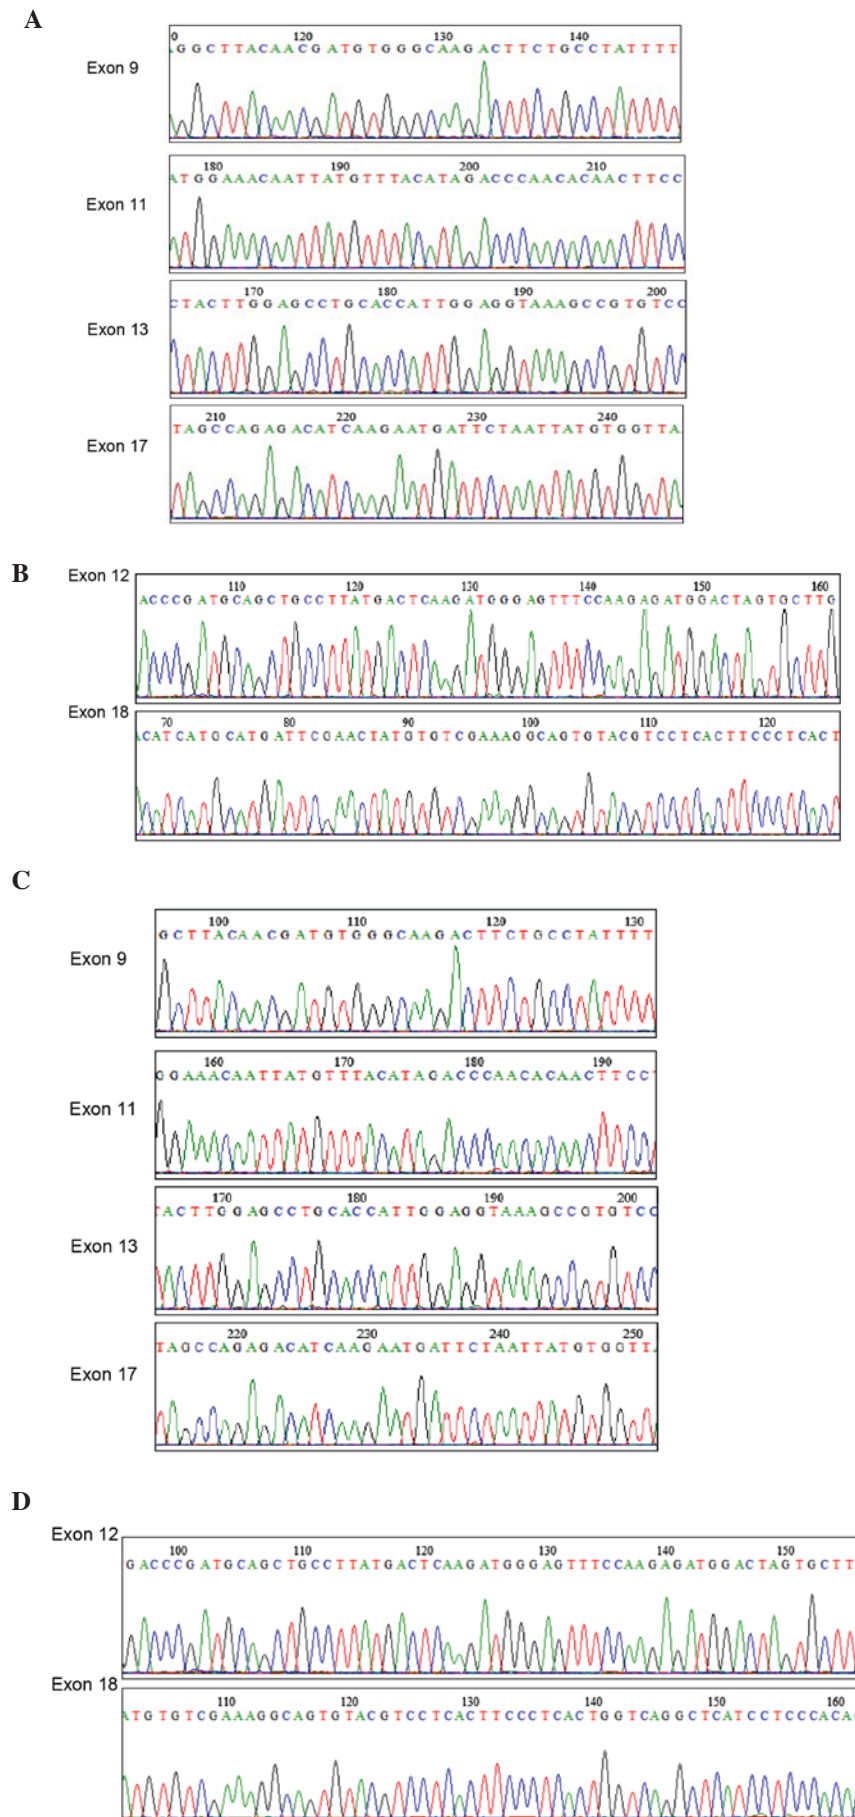 A
0 120 130 140
GGCTTACAACGATGTGGGCAAGACTTCTGCCTATTTT
Exon 9
180 190 200 210
ATGGAAACAATTATGTTTACATAGACCCAACACAACTTCC
Exon 11
170 180 190 200
CTACTTGGAGCCTGCACCATTGGAGGTAAAGCCGTGTCC
Exon 13
210 220 230 240
TAGCCAGAGACATCAAGAATGATTCTAATTATGTGGTTA
Exon 17
B
Exon 12
110 120 130 140 150 160
ACCCGATGCAGCTGCCTTATGACTCAAGATGGGAGTTTCCAAGAGATGGACTAGTGCTTG
Exon 18
70 80 90 100 110 120
ACATCATGCATGATTCGAACTATGTGTCGAAAGGCAGTGTACGTCCTCACTTCCCTCACT
C
100 110 120 130
GCTTACAACGATGTGGGCAAGACTTCTGCCTATTTT
Exon 9
160 170 180 190
GGAAACAATTATGTTTACATAGACCCAACACAACTTCCT
Exon 11
170 180 190 200
TACTTGGAGCCTGCACCATTGGAGGTAAAGCCGTGTCC
Exon 13
220 230 240 250
TAGCCAGAGACATCAAGAATGATTCTAATTATGTGGTTA
Exon 17
D
Exon 12
100 110 120 130 140 150
GACCCGATGCAGCTGCCTTATGACTCAAGATGGGAGTTTCCAAGAGATGGACTAGTGCTT
Exon 18
110 120 130 140 150 160
ATGTGTCGAAAGGCAGTGTACGTCCTCACTTCCCTCACTGGTCAGGCTCATCCTCCCACA